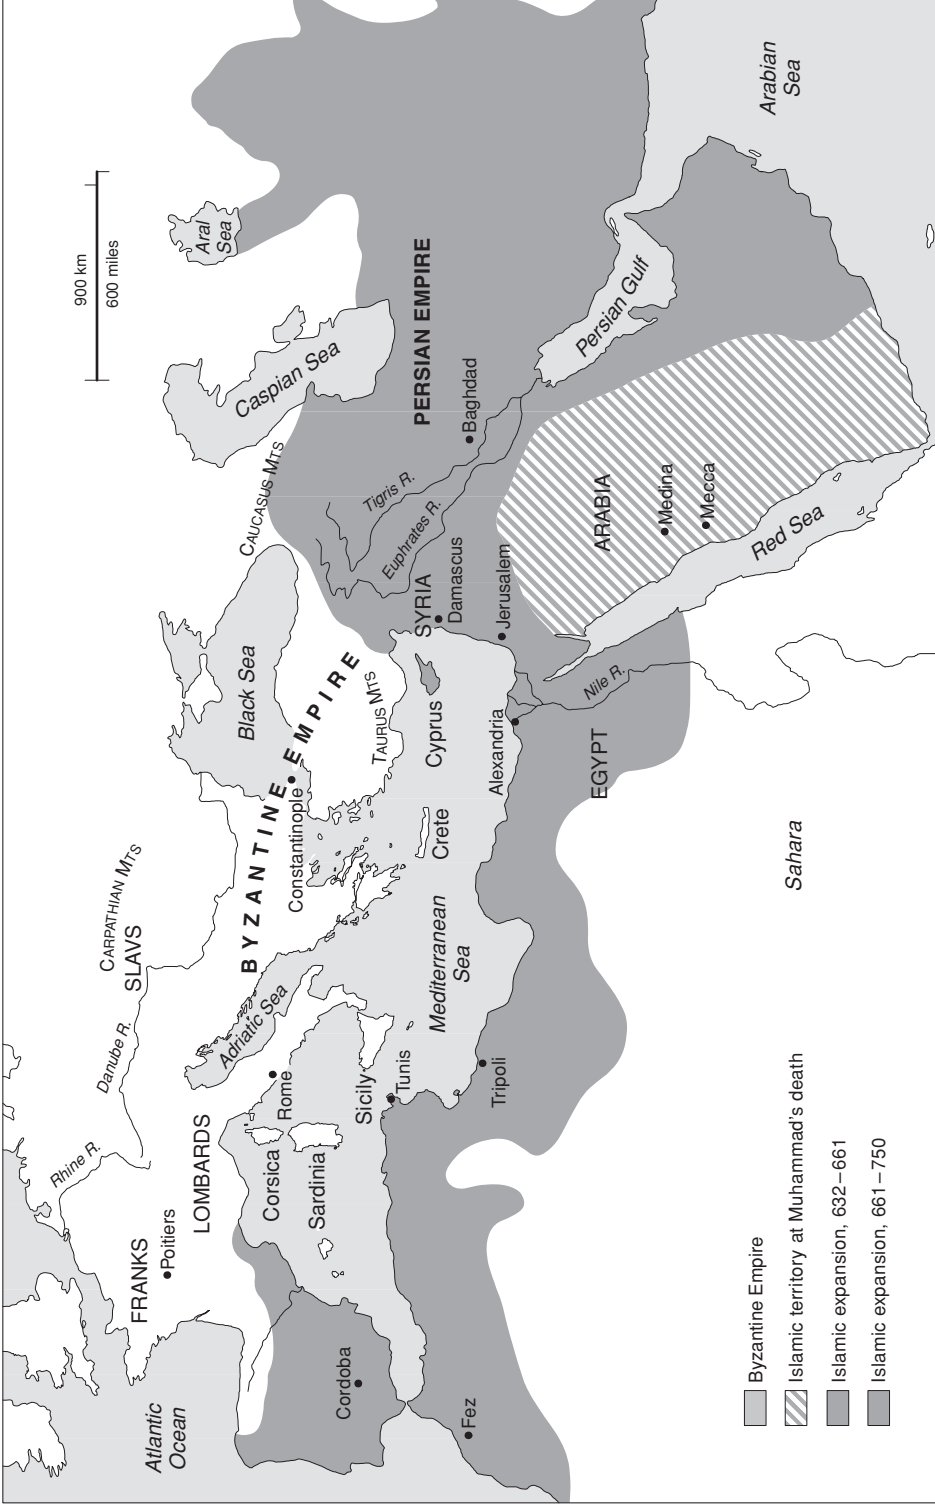 Atlantic
Ocean
FRANKS
Poitiers
Rhine R.
Danube R.
CARPATHIAN MTS
SLAVS
LOMBARDS
Adriatic Sea
BYZANTINE EMPIRE
Constantinople
Black Sea
CAUCASUS MTS
Caspian Sea
Aral
Sea
900 km
600 miles
Cordoba
Fez
Corsica
Sardinia
Rome
Sicily
Tunis
Tripoli
Mediterranean
Sea
Crete
Cyprus
TAURUS MTS
Alexandria
SYRIA
Damascus
Jerusalem
Tigris R.
Euphrates R.
Baghdad
PERSIAN EMPIRE
Persian Gulf
Nile R.
EGYPT
Sahara
ARABIA
Medina
Mecca
Red Sea
Arabian
Sea
Byzantine Empire
Islamic territory at Muhammad's death
Islamic expansion, 632–661
Islamic expansion, 661–750